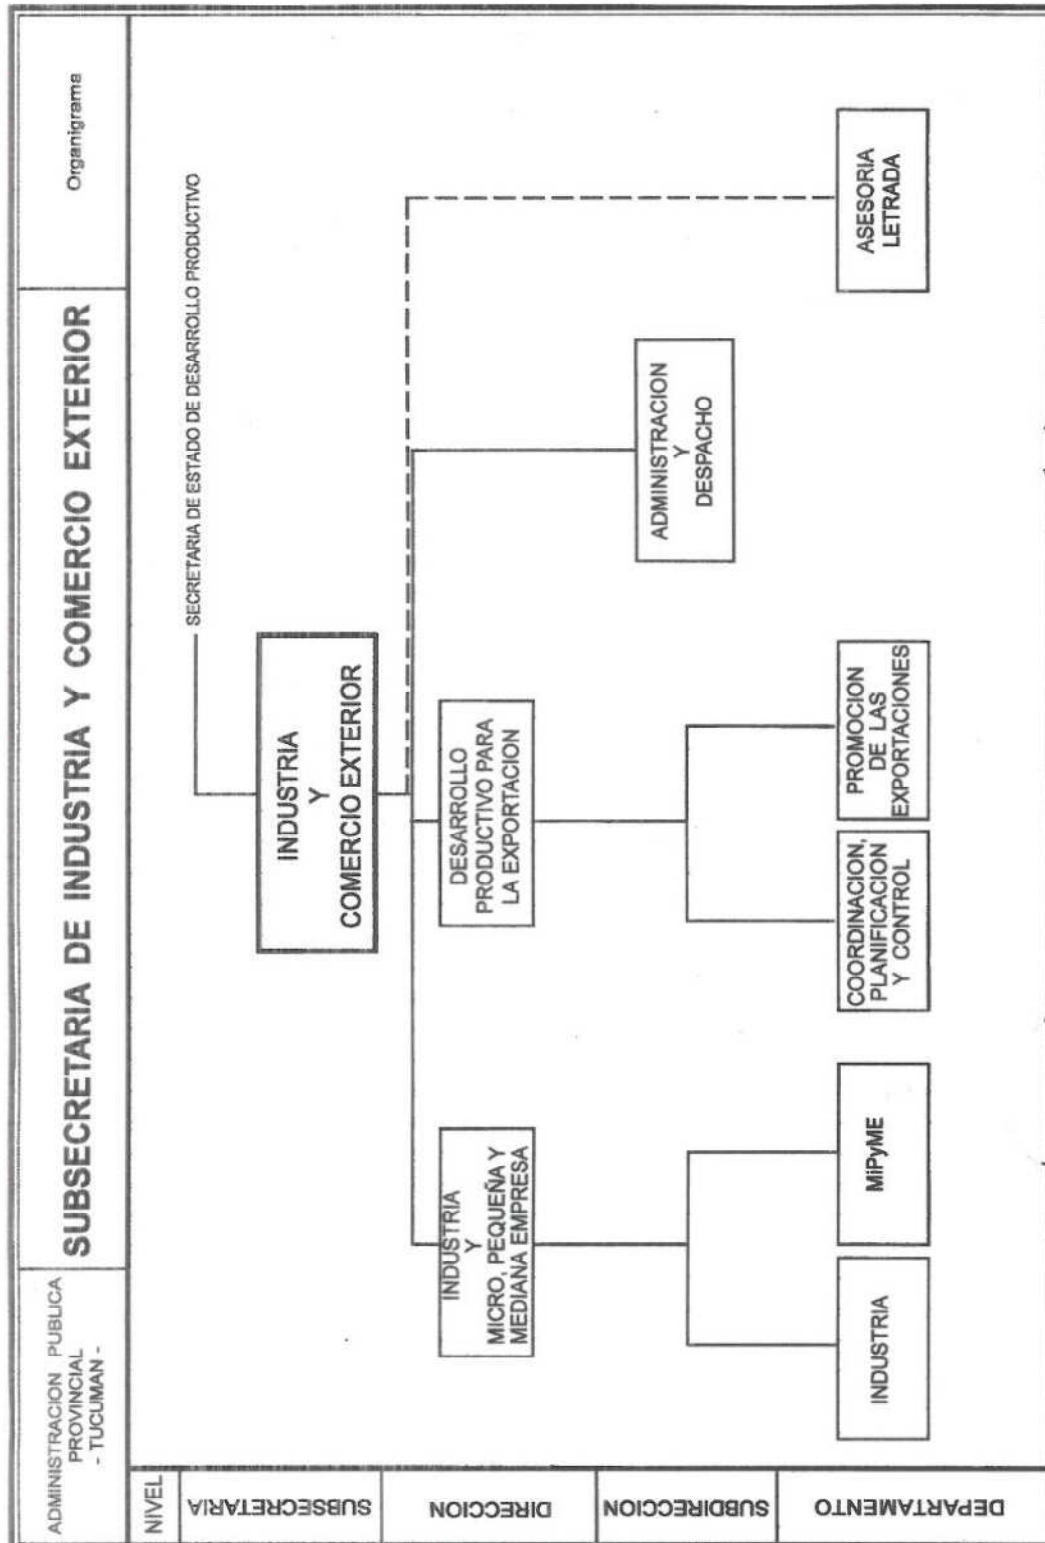 ADMINISTRACION PUBLICA
PROVINCIAL
- TUCUMAN -
SUBSECRETARIA DE INDUSTRIA Y COMERCIO EXTERIOR
Organigrama
NIVEL
SUBSECRETARIA
DIRECCION
SUBDIRECCION
DEPARTAMENTO
SECRETARIA DE ESTADO DE DESARROLLO PRODUCTIVO
INDUSTRIA
Y
COMERCIO EXTERIOR
INDUSTRIA
Y
MICRO, PEQUEÑA Y
MEDIANA EMPRESA
DESARROLLO
PRODUCTIVO PARA
LA EXPORTACION
ADMINISTRACION
Y
DESPACHO
INDUSTRIA
MiPyME
COORDINACION,
PLANIFICACION
Y CONTROL
PROMOCION
DE LAS
EXPORTACIONES
ASESORIA
LETRADA